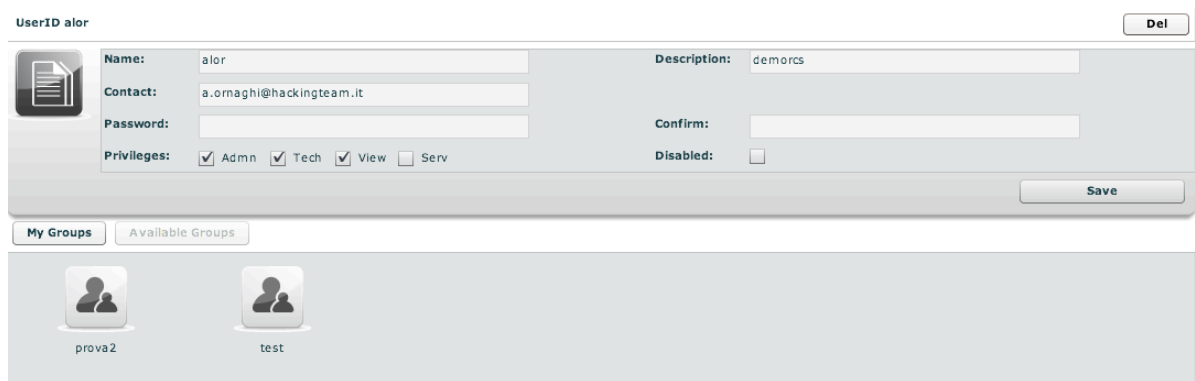 UserID alor
Del
Name: alor
Description: demorcs
Contact: a.ornaghi@hackingteam.it
Password:
Confirm:
Privileges: Admn Tech View Serv
Disabled:
Save
My Groups Available Groups
prova2 test